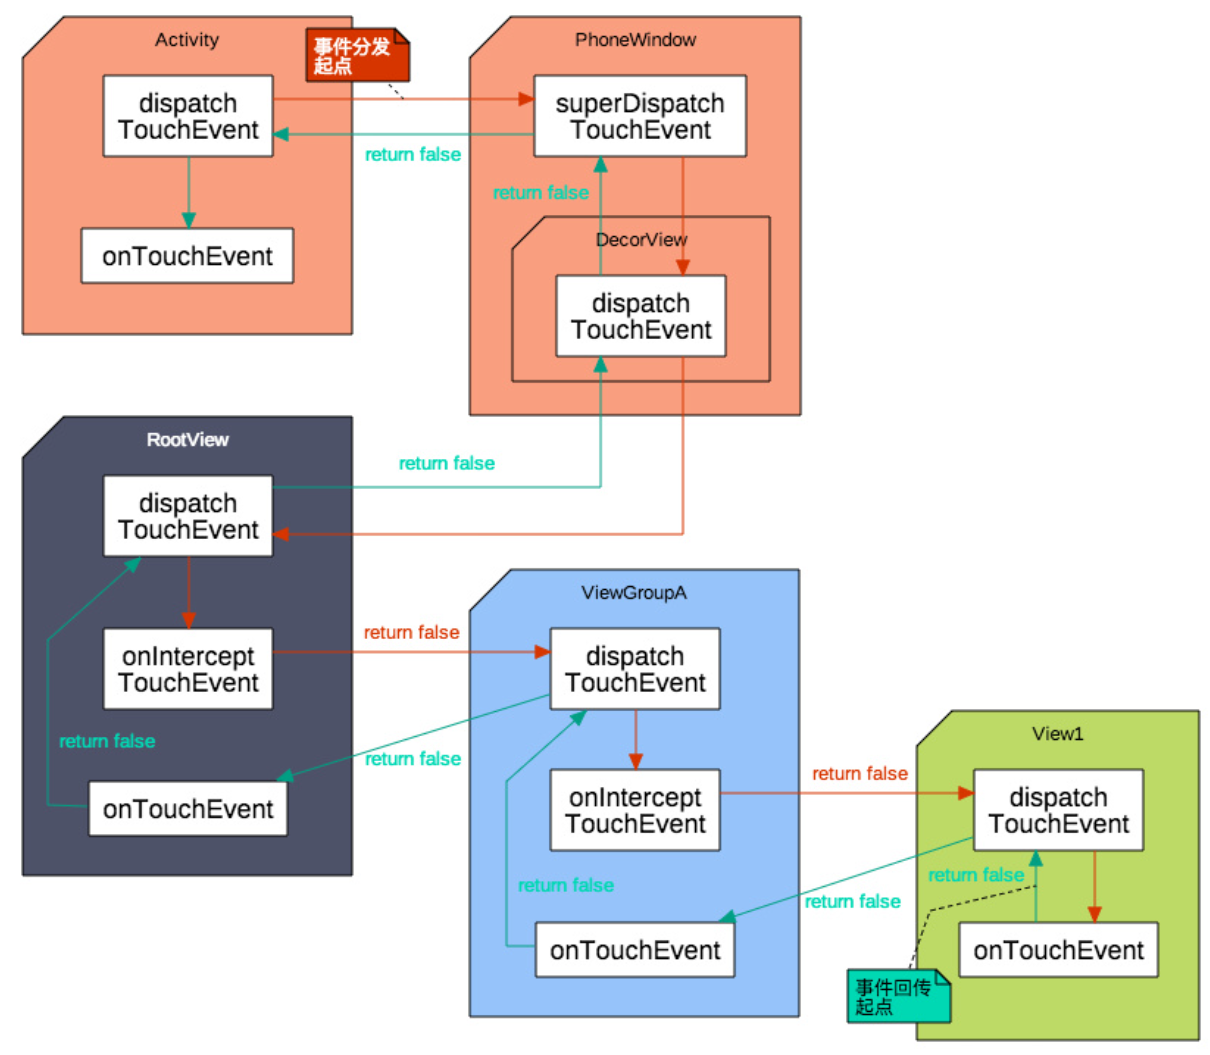 Activity
事件分发
起点
dispatch
TouchEvent
onTouchEvent
return false
PhoneWindow
superDispatch
TouchEvent
return false
DecorView
dispatch
TouchEvent
RootView
dispatch
TouchEvent
return false
onIntercept
TouchEvent
return false
return false
onTouchEvent
return false
ViewGroupA
dispatch
TouchEvent
onIntercept
TouchEvent
return false
return false
onTouchEvent
return false
View1
dispatch
TouchEvent
return false
onTouchEvent
事件回传
起点